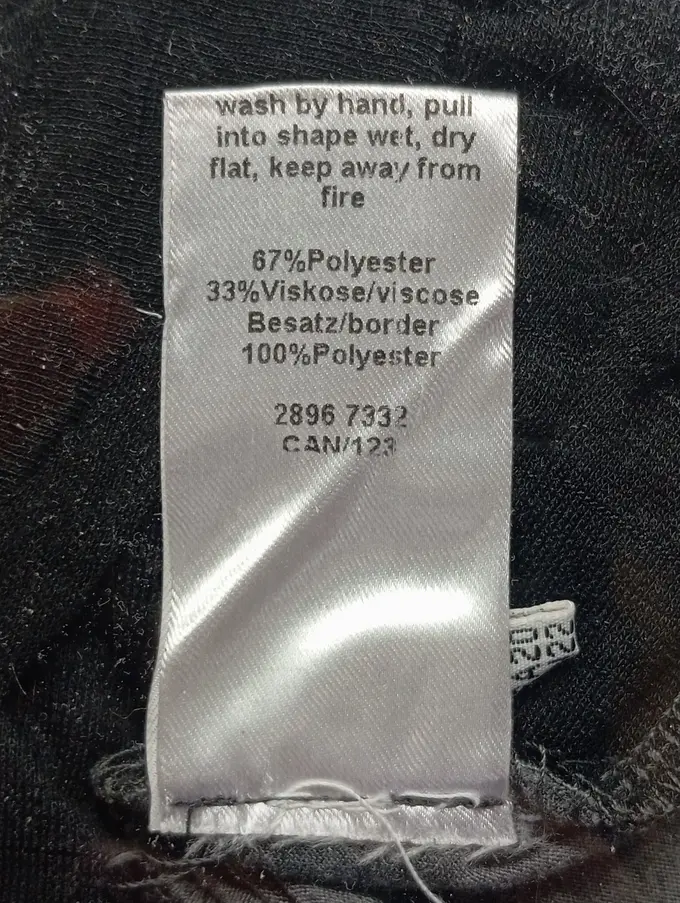 wash by hand, pull
into shape wet, dry
flat, keep away from
fire
67%Polyester
33%Viskose/viscose
Besatz/border
100%Polyester
2896 7332
CAN/123